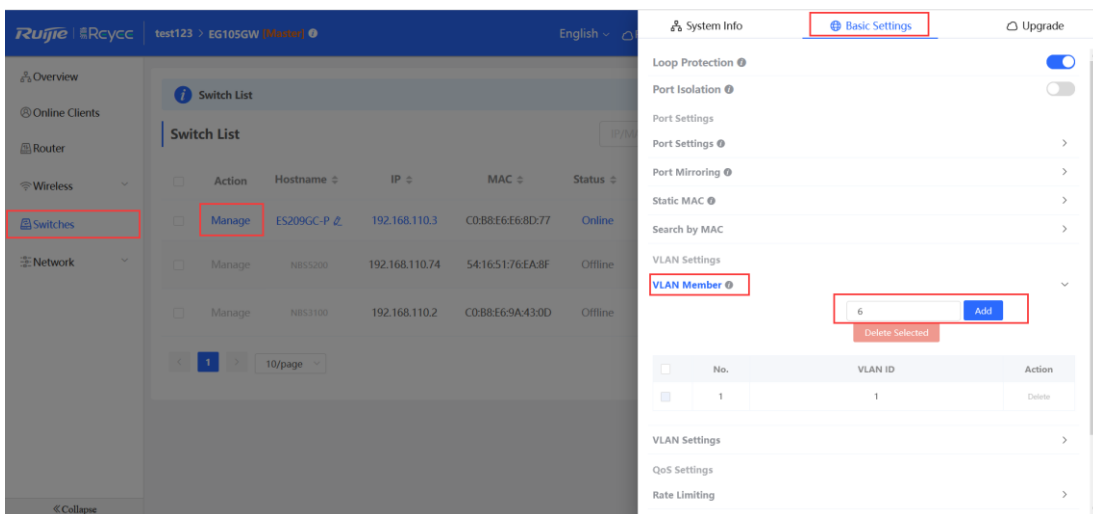 Ruijie Rcycc test123 > EG105GW [Master] English
Overview
Online Clients
Router
Wireless
Switches
Network
Collapse
Switch List
Switch List
Action Hostname IP MAC Status
Manage ES209GC-P 192.168.110.3 C0:B8:E6:E6:8D:77 Online
Manage NBS5200 192.168.110.74 54:16:51:76:EA:8F Offline
Manage NBS3100 192.168.110.2 C0:B8:E6:9A:43:0D Offline
1 10/page
System Info Basic Settings Upgrade
Loop Protection
Port Isolation
Port Settings
Port Settings
Port Mirroring
Static MAC
Search by MAC
VLAN Settings
VLAN Member
6 Add
Delete Selected
No. VLAN ID Action
1 1 Delete
VLAN Settings
QoS Settings
Rate Limiting